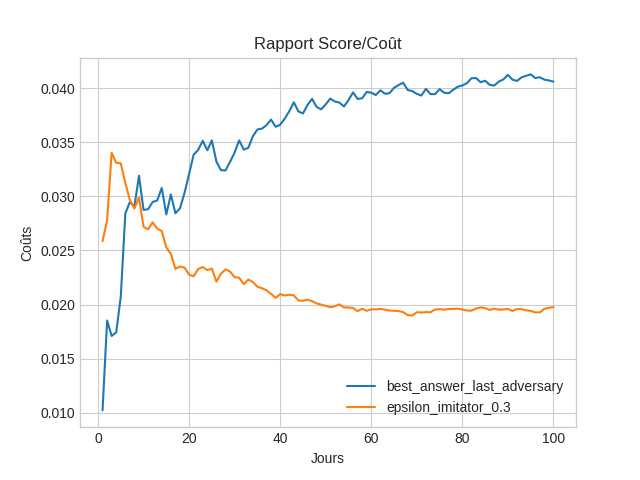 Rapport Score/Coût
Coûts
0.040
0.035
0.030
0.025
0.020
0.015
0.010
best_answer_last_adversary
epsilon_imitator_0.3
0 20 40 60 80 100
Jours